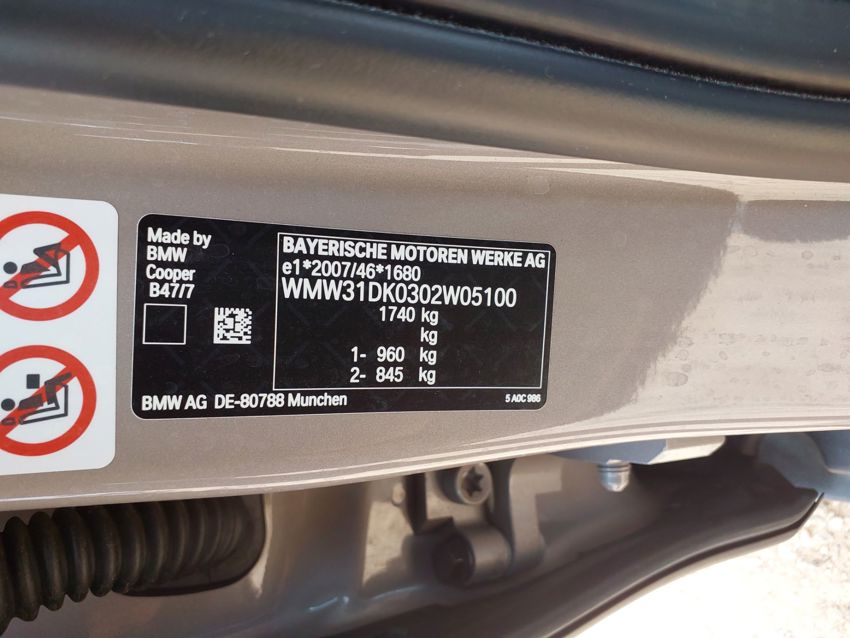 Made by
BMW
Cooper
B47/7
BAYERISCHE MOTOREN WERKE AG
e1*2007/46*1680
WMW31DK0302W05100
1740 kg
kg
1- 960 kg
2- 845 kg
BMW AG DE-80788 Munchen
5 A0C 986